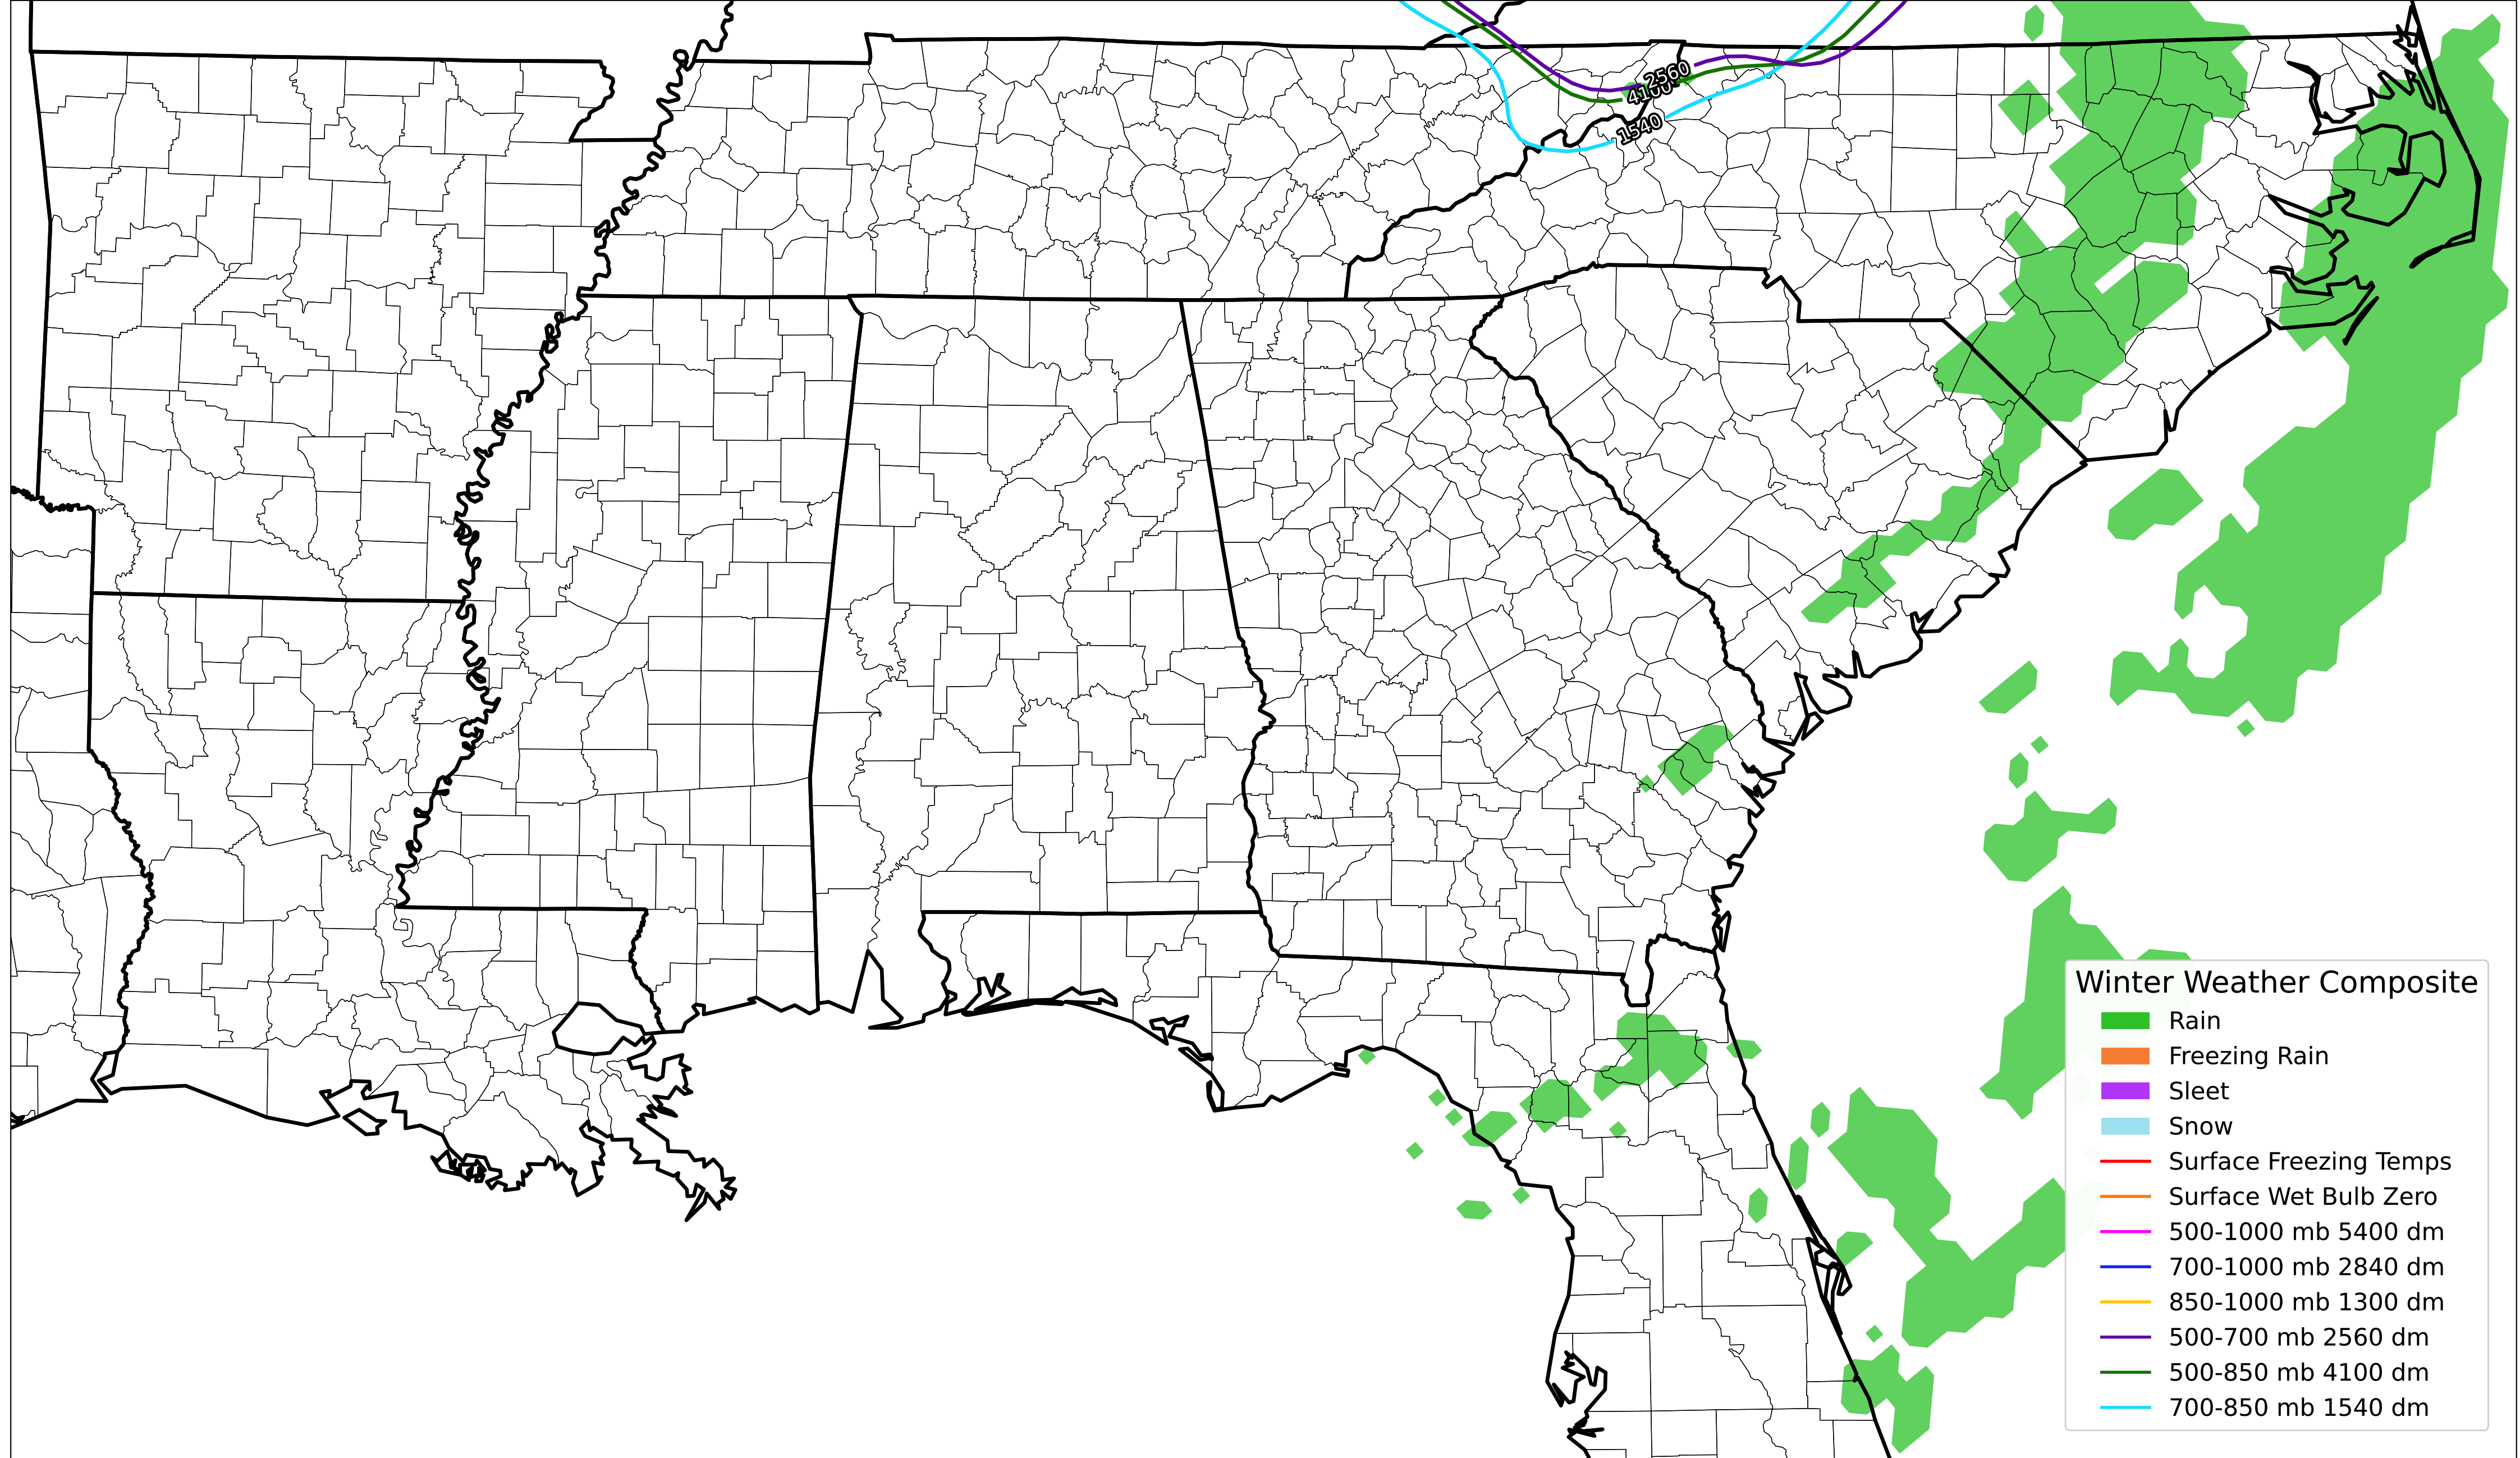 2560
4100
1540
Winter Weather Composite
Rain
Freezing Rain
Sleet
Snow
Surface Freezing Temps
Surface Wet Bulb Zero
500-1000 mb 5400 dm
700-1000 mb 2840 dm
850-1000 mb 1300 dm
500-700 mb 2560 dm
500-850 mb 4100 dm
700-850 mb 1540 dm